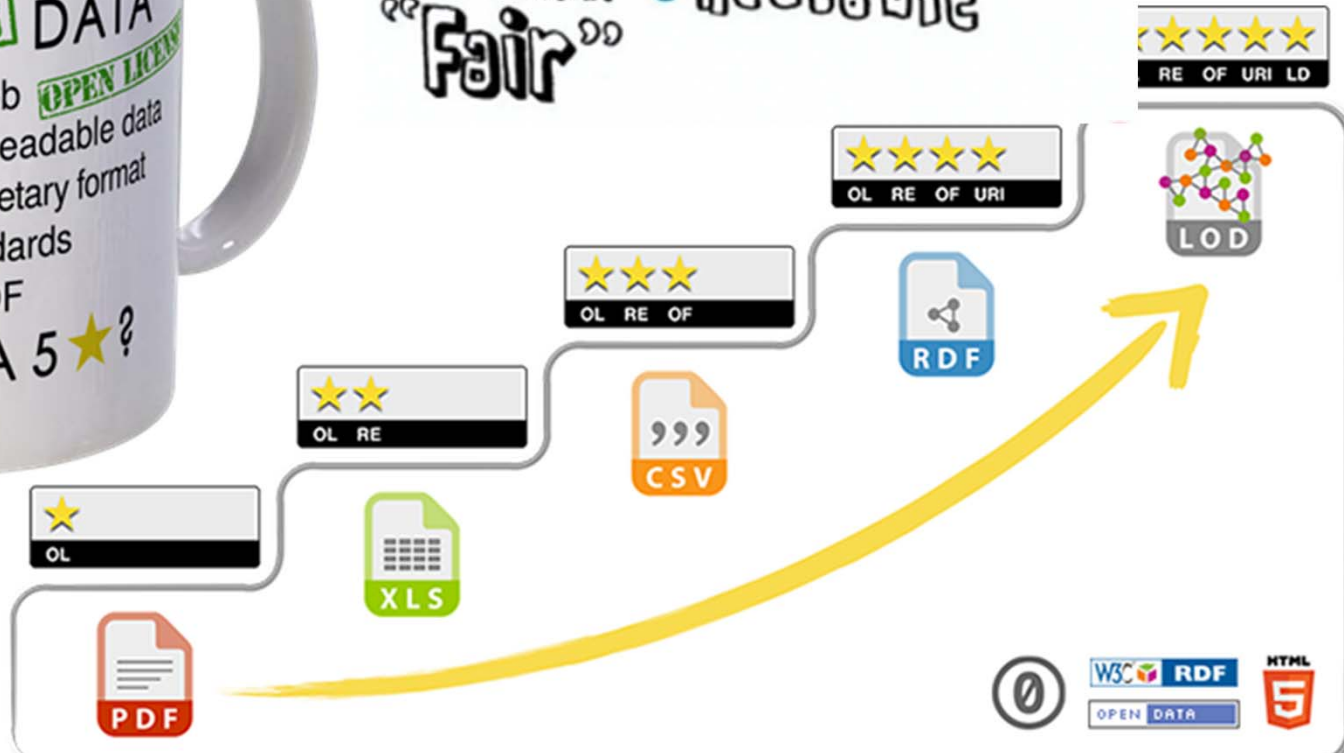 DATA
b OPEN LICENSE
eadable data
etary format
dards
A 5 ★ ?
"Fair"
RE OF URI LD
OL RE OF URI
LOD
OL RE OF
RDF
OL RE
CSV
OL
XLS
PDF
0
W3C RDF
OPEN DATA
HTML
5